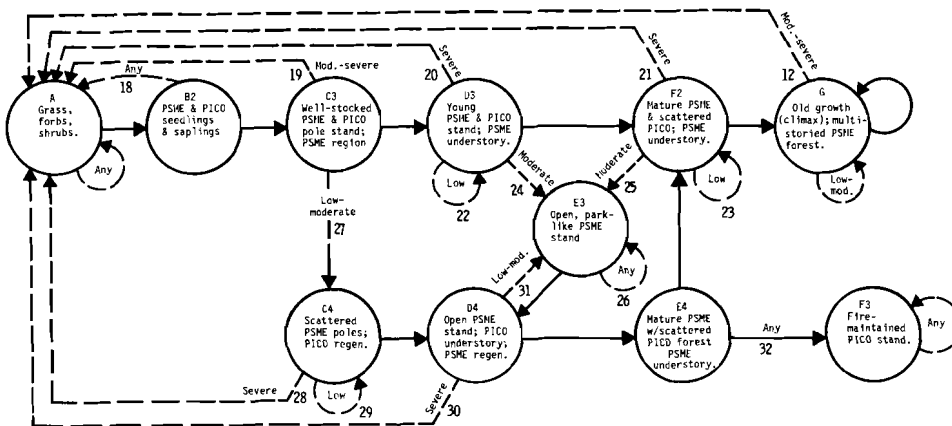 Mod.-severe
Severe
Severe
Any
18
19
Mod-severe
20
21
12
A
Grass,
forbs,
shrubs.
B2
PSME & PICO
seedlings
& saplings
C3
Well-stocked
PSME & PICO
pole stand;
PSME region
D3
Young
PSME & PICO
stand; PSME
understory.
F2
Mature PSME
& scattered
PICO; PSME
understory.
G
Old growth
(climax); multi-
storied PSME
forest.
Any
Low
22
Moderate
24
Moderate
25
Low
23
Low-
mod.
Low-
moderate
27
E3
Open, park-
like PSME
stand
Any
26
Low-mod.
31
C4
Scattered
PSME poles;
PICO regen.
D4
Open PSME
stand; PICO
understory;
PSME regen.
E4
Mature PSME
w/scattered
PICO forest
PSME
understory.
Any
32
F3
Fire-
maintained
PICO stand.
Any
Severe
28
Low
29
Severe
30